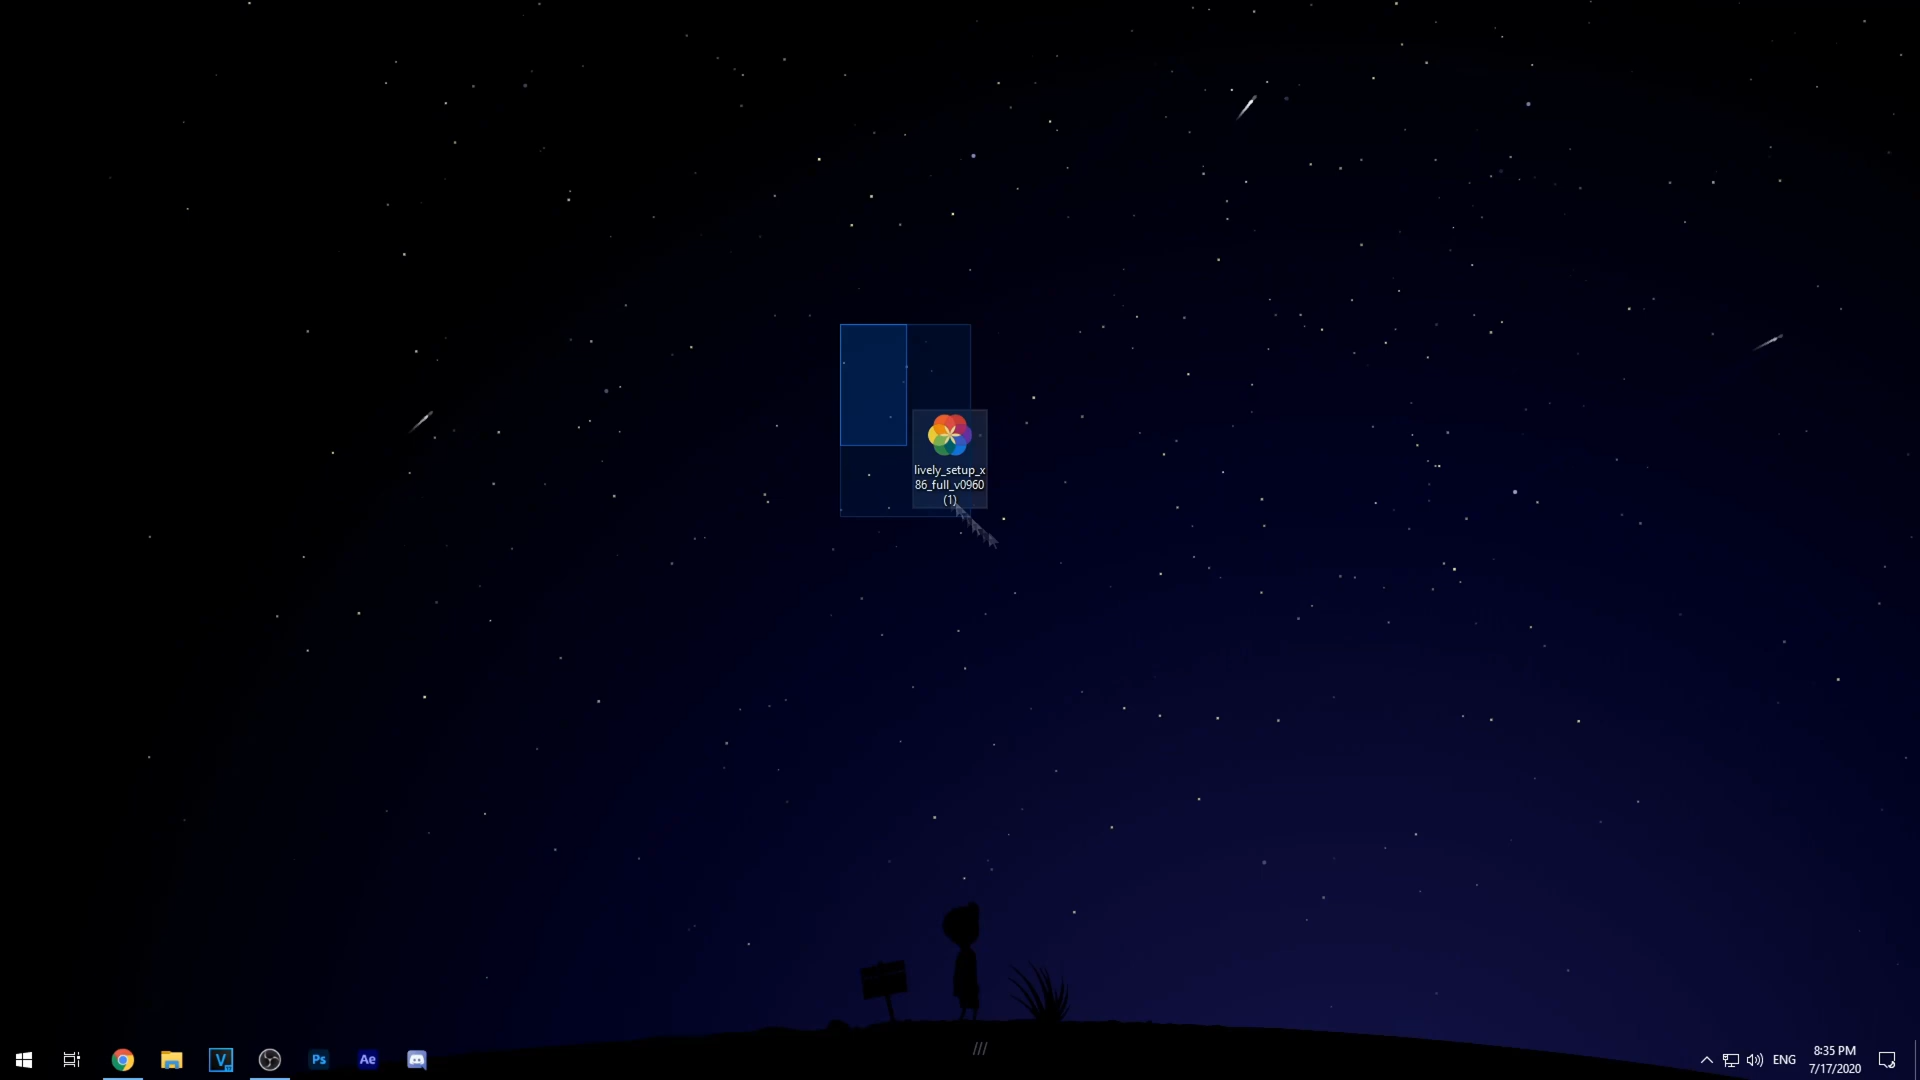 lively_setup_x
86_full_v0960
(1)
V
Ps
Ae
ENG
8:35 PM
7/17/2020